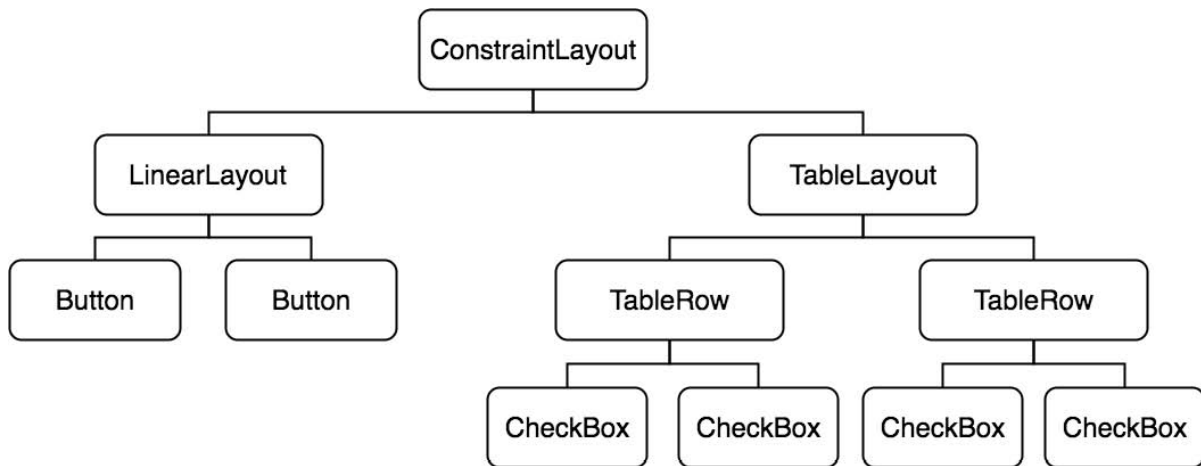 ConstraintLayout
LinearLayout
TableLayout
Button
Button
TableRow
TableRow
CheckBox
CheckBox
CheckBox
CheckBox